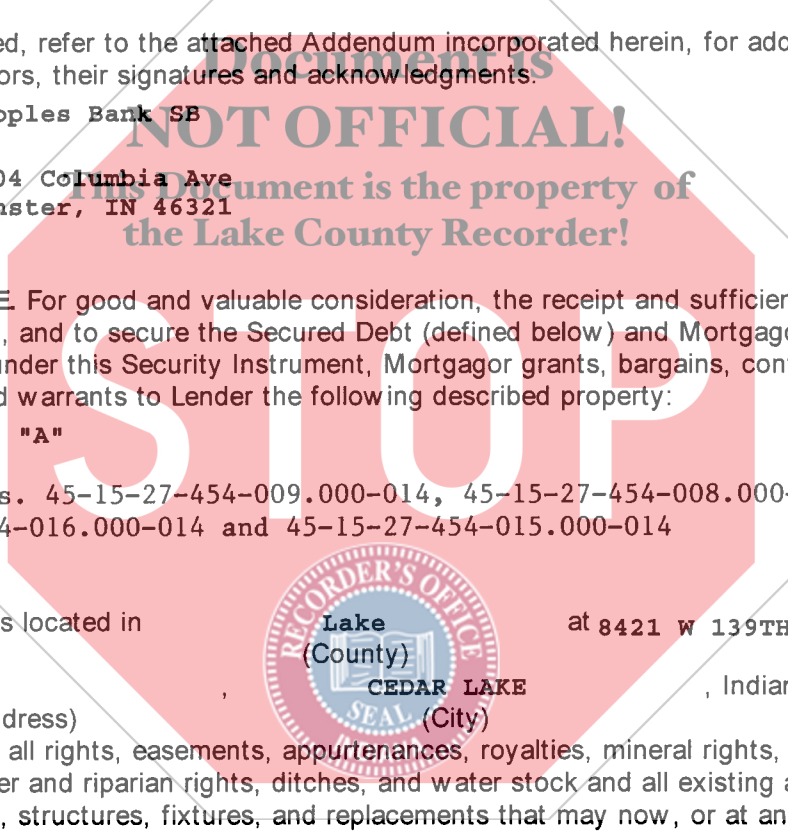 ed, refer to the attached Addendum incorporated herein, for add
ors, their signatures and acknowledgments.
Document is
oples Bank SB
NOT OFFICIAL!
04 Columbia Ave
This Document is the property of
nster, IN 46321
the Lake County Recorder!
E. For good and valuable consideration, the receipt and sufficien
, and to secure the Secured Debt (defined below) and Mortgago
under this Security Instrument, Mortgagor grants, bargains, con
d warrants to Lender the following described property:
"A"
STOP
s. 45-15-27-454-009.000-014, 45-15-27-454-008.000-
4-016.000-014 and 45-15-27-454-015.000-014
RECORDER'S OFFICE
s located in Lake at 8421 W 139TH
(County)
, CEDAR LAKE , Indian
dress) (City)
SEAL
INDIANA
all rights, easements, appurtenances, royalties, mineral rights,
er and riparian rights, ditches, and water stock and all existing a
, structures, fixtures, and replacements that may now, or at an